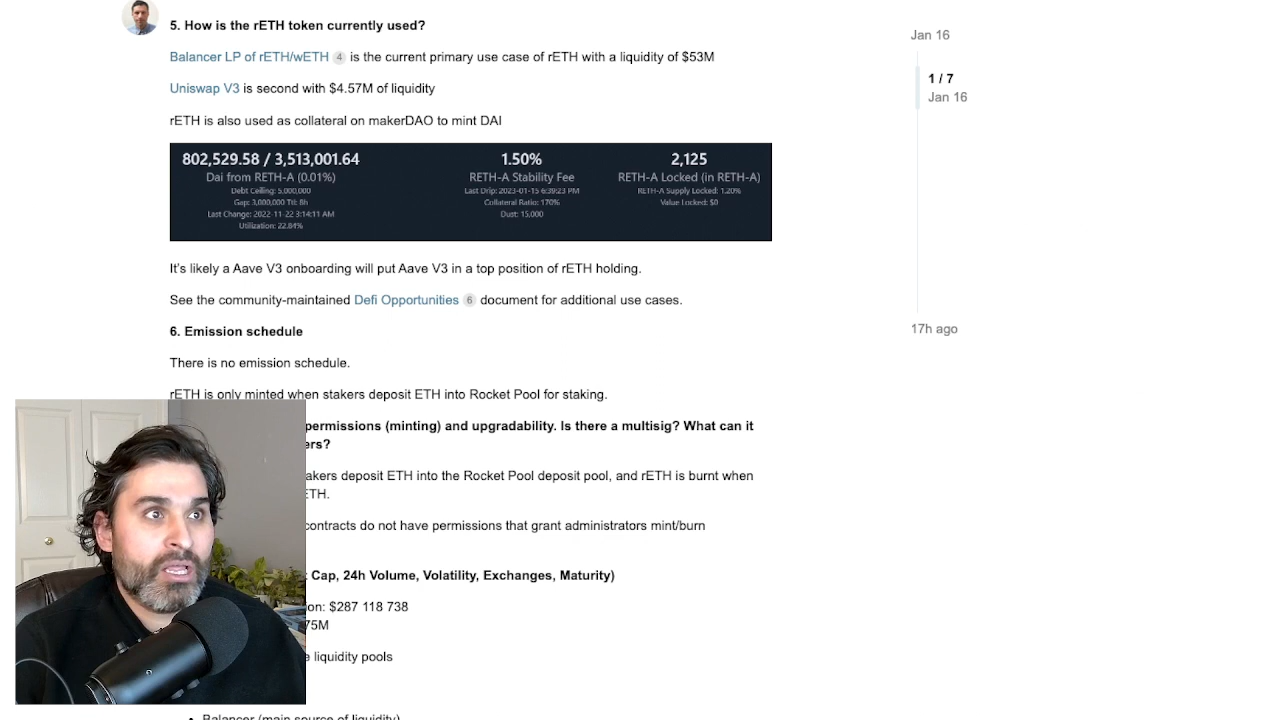 5. How is the rETH token currently used?
Jan 16
Balancer LP of rETH/wETH 4 is the current primary use case of rETH with a liquidity of $53M
1 / 7
Uniswap V3 is second with $4.57M of liquidity
Jan 16
rETH is also used as collateral on makerDAO to mint DAI
802,529.58 / 3,513,001.64
Dai from RETH-A (0.01%)
Debt Ceiling: 5,000,000
Gap: 3,000,000 Ttl: 8h
Last Change: 2022-11-22 3:14:11 AM
Utilization: 22.84%
1.50%
RETH-A Stability Fee
Last Drip: 2023-01-15 6:39:23 PM
Collateral Ratio: 170%
Dust: 15,000
2,125
RETH-A Locked (in RETH-A)
RETH-A Supply Locked: 1.20%
Value Locked: $0
It's likely a Aave V3 onboarding will put Aave V3 in a top position of rETH holding.
See the community-maintained Defi Opportunities 6 document for additional use cases.
6. Emission schedule
17h ago
There is no emission schedule.
rETH is only minted when stakers deposit ETH into Rocket Pool for staking.
permissions (minting) and upgradability. Is there a multisig? What can it
ers?
akers deposit ETH into the Rocket Pool deposit pool, and rETH is burnt when
ETH.
contracts do not have permissions that grant administrators mint/burn
Cap, 24h Volume, Volatility, Exchanges, Maturity)
on: $287 118 738
75M
e liquidity pools
• Balancer (main source of liquidity)